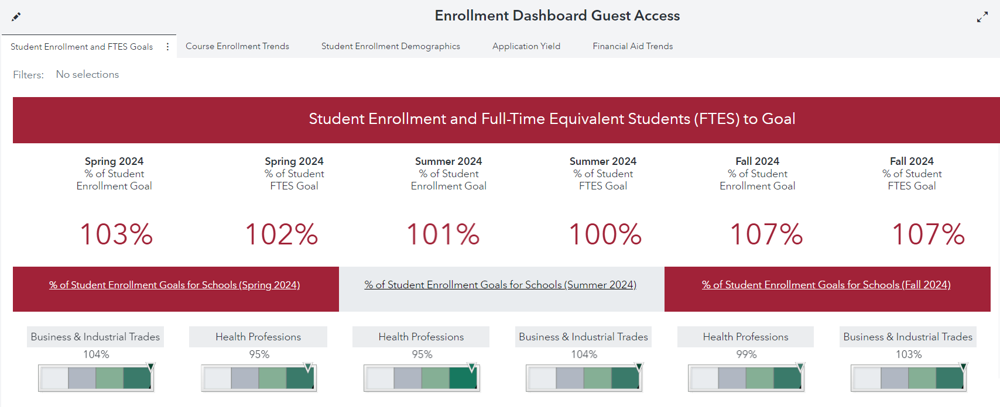 Enrollment Dashboard Guest Access
Student Enrollment and FTES Goals
Course Enrollment Trends
Student Enrollment Demographics
Application Yield
Financial Aid Trends
Filters: No selections
Student Enrollment and Full-Time Equivalent Students (FTES) to Goal
Spring 2024
% of Student
Enrollment Goal
103%
Spring 2024
% of Student
FTES Goal
102%
Summer 2024
% of Student
Enrollment Goal
101%
Summer 2024
% of Student
FTES Goal
100%
Fall 2024
% of Student
Enrollment Goal
107%
Fall 2024
% of Student
FTES Goal
107%
% of Student Enrollment Goals for Schools (Spring 2024)
% of Student Enrollment Goals for Schools (Summer 2024)
% of Student Enrollment Goals for Schools (Fall 2024)
Business & Industrial Trades
104%
Health Professions
95%
Health Professions
95%
Business & Industrial Trades
104%
Health Professions
99%
Business & Industrial Trades
103%